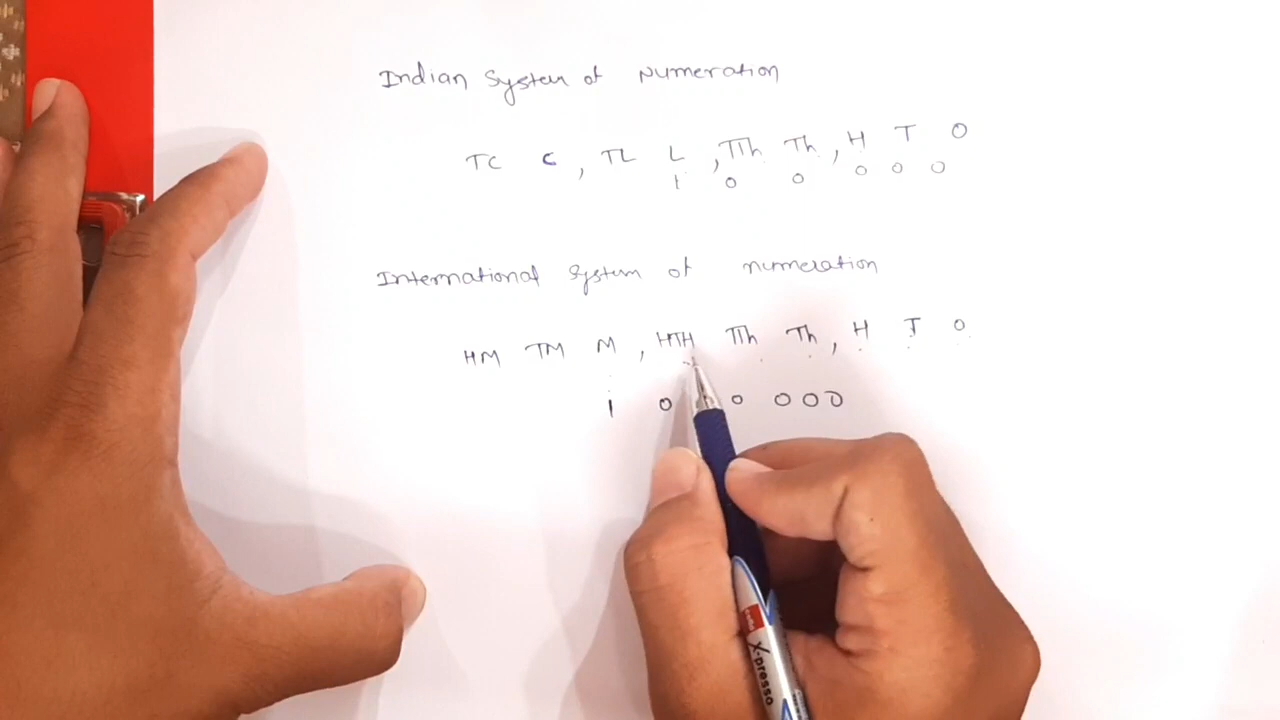 Indian System of Numeration
TC C , TL L , TTh Th , H T O
1 0 0 0 0 0
International System of numeration
HM TM M , HTH TTh Th , H T O
1 0 0 0 0 0
X-presso